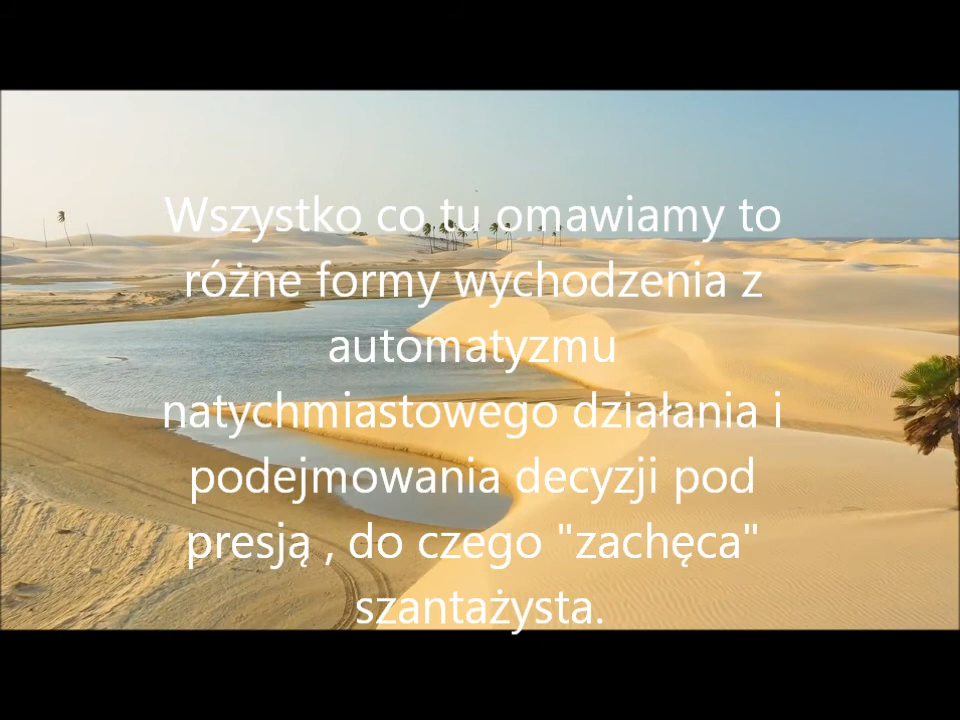 Wszystko co tu omawiamy to
różne formy wychodzenia z
automatyzmu
natychmiastowego działania i
podejmowania decyzji pod
presją , do czego "zachęca"
szantażysta.